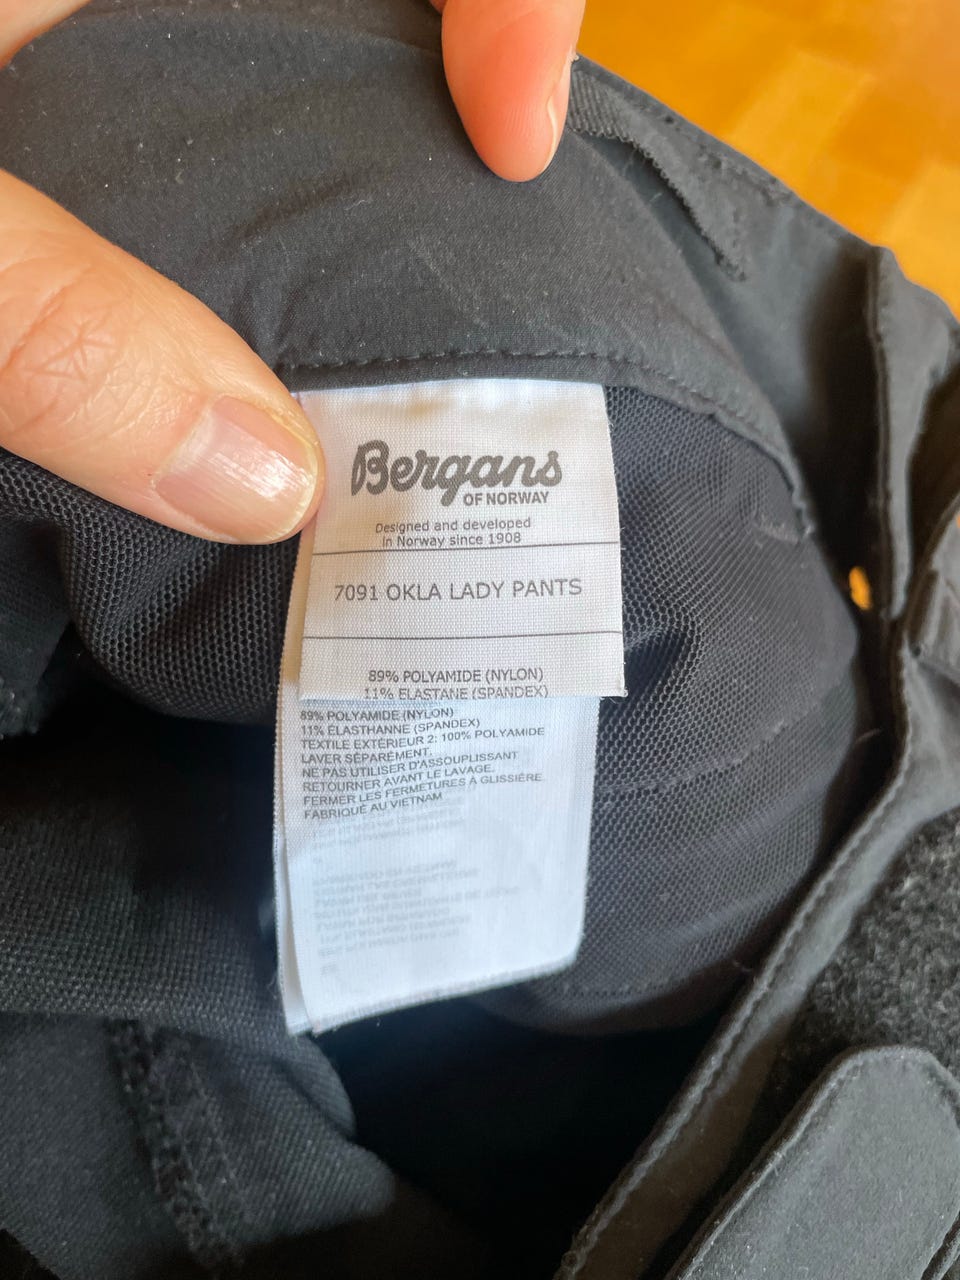 Bergans
OF NORWAY
Designed and developed
in Norway since 1908
7091 OKLA LADY PANTS
89% POLYAMIDE (NYLON)
11% ELASTANE (SPANDEX)
89% POLYAMIDE (NYLON)
11% ÉLASTHANNE (SPANDEX)
TEXTILE EXTÉRIEUR 2: 100% POLYAMIDE
LAVER SÉPARÉMENT.
NE PAS UTILISER D'ASSOUPLISSANT
RETOURNER AVANT LE LAVAGE.
FERMER LES FERMETURES À GLISSIÈRE
FABRIQUÉ AU VIETNAM